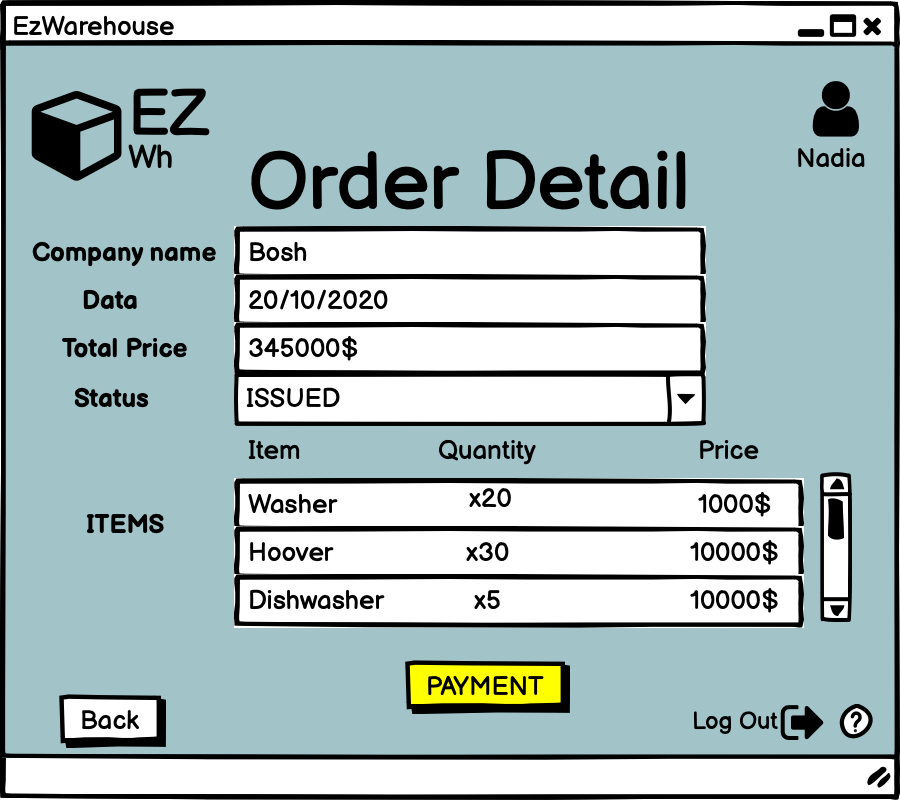 EzWarehouse
EZ
Wh
Nadia
Order Detail
Company name Bosh
Data 20/10/2020
Total Price 345000$
Status ISSUED
Item Quantity Price
ITEMS
Washer x20 1000$
Hoover x30 10000$
Dishwasher x5 10000$
PAYMENT
Back
Log Out ?